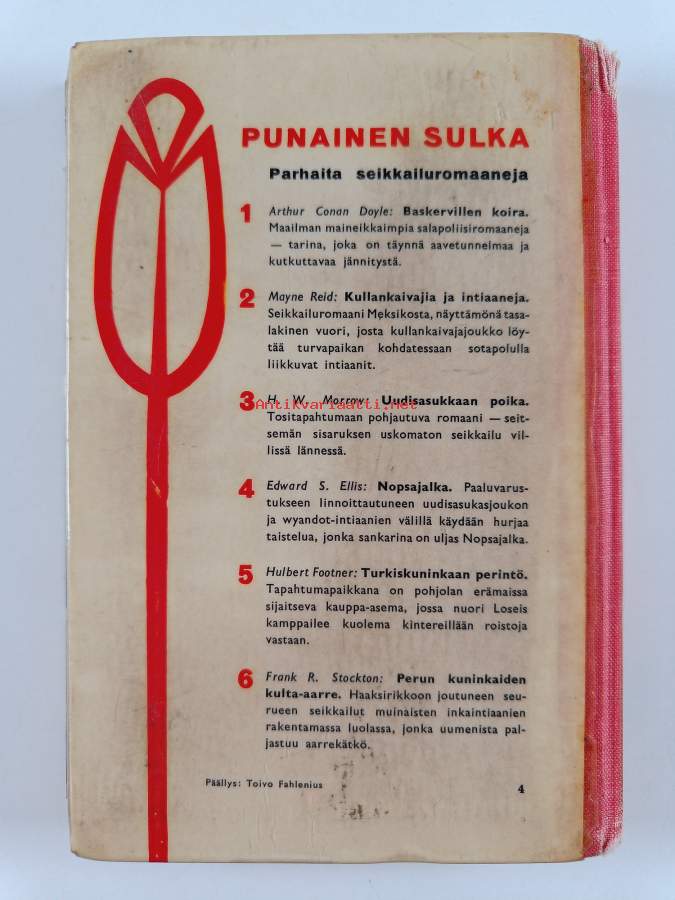 PUNAINEN SULKA
Parhaita seikkailuromaaneja
1 Arthur Conan Doyle: Baskervillen koira.
Maailman maineikkaimpia salapoliisiromaaneja
— tarina, joka on täynnä aavetunnelmaa ja
kutkuttavaa jännitystä.
2 Mayne Reid: Kullankaivajia ja intiaaneja.
Seikkailuromaani Meksikosta, näyttämönä tasa-
lakinen vuori, josta kullankaivajajoukko löy-
tää turvapaikan kohdatessaan sotapolulla
liikkuvat intiaanit.
3 H. W. Morrow: Uudisasukkaan poika.
Antikvariaatti.net
Tositapahtumaan pohjautuva romaani — seit-
semän sisaruksen uskomaton seikkailu vil-
lissä lännessä.
4 Edward S. Ellis: Nopsajalka. Paaluvarus-
tukseen linnoittautuneen uudisasukasjoukon
ja wyandot-intiaanien välillä käydään hurjaa
taistelua, jonka sankarina on uljas Nopsajalka.
5 Hulbert Footner: Turkiskuninkaan perintö.
Tapahtumapaikkana on pohjolan erämaissa
sijaitseva kauppa-asema, jossa nuori Loseis
kamppailee kuolema kintereillään roistoja
vastaan.
6 Frank R. Stockton: Perun kuninkaiden
kulta-aarre. Haaksirikkoon joutuneen seu-
rueen seikkailut muinaisten inkaintiaanien
rakentamassa luolassa, jonka uumenista pal-
jastuu aarrekätkö.
Päällys: Toivo Fahlenius
4